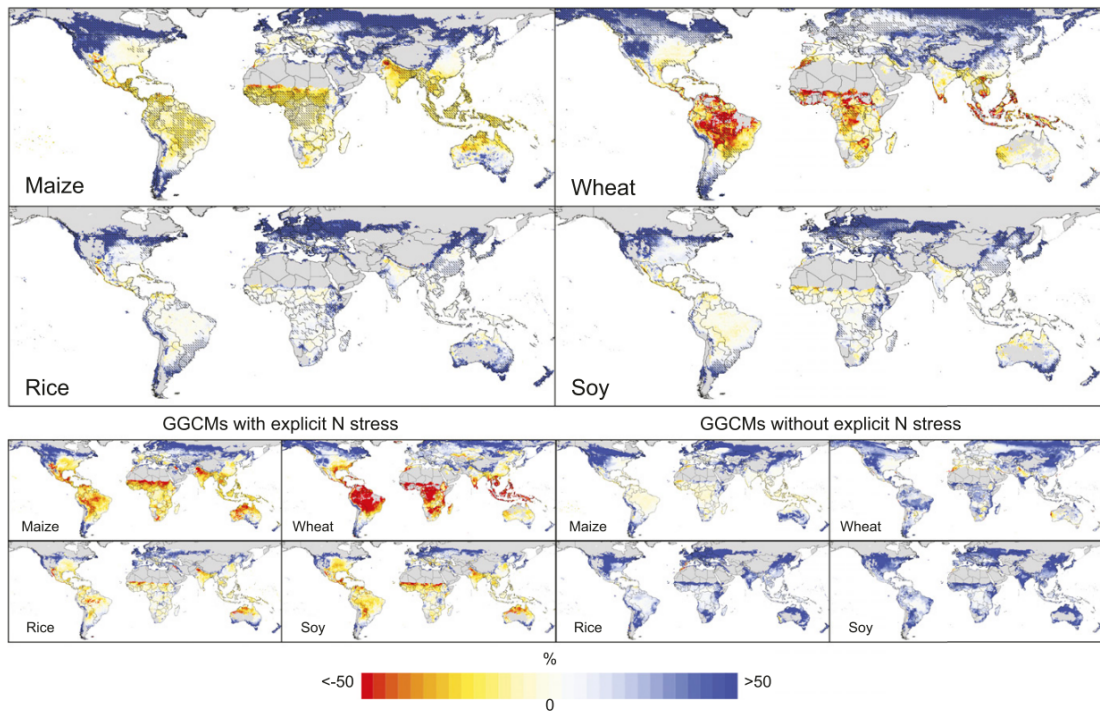 Maize
Wheat
Rice
Soy
GGCMs with explicit N stress
GGCMs without explicit N stress
Maize
Wheat
Maize
Wheat
Rice
Soy
Rice
Soy
%
<-50
>50
0